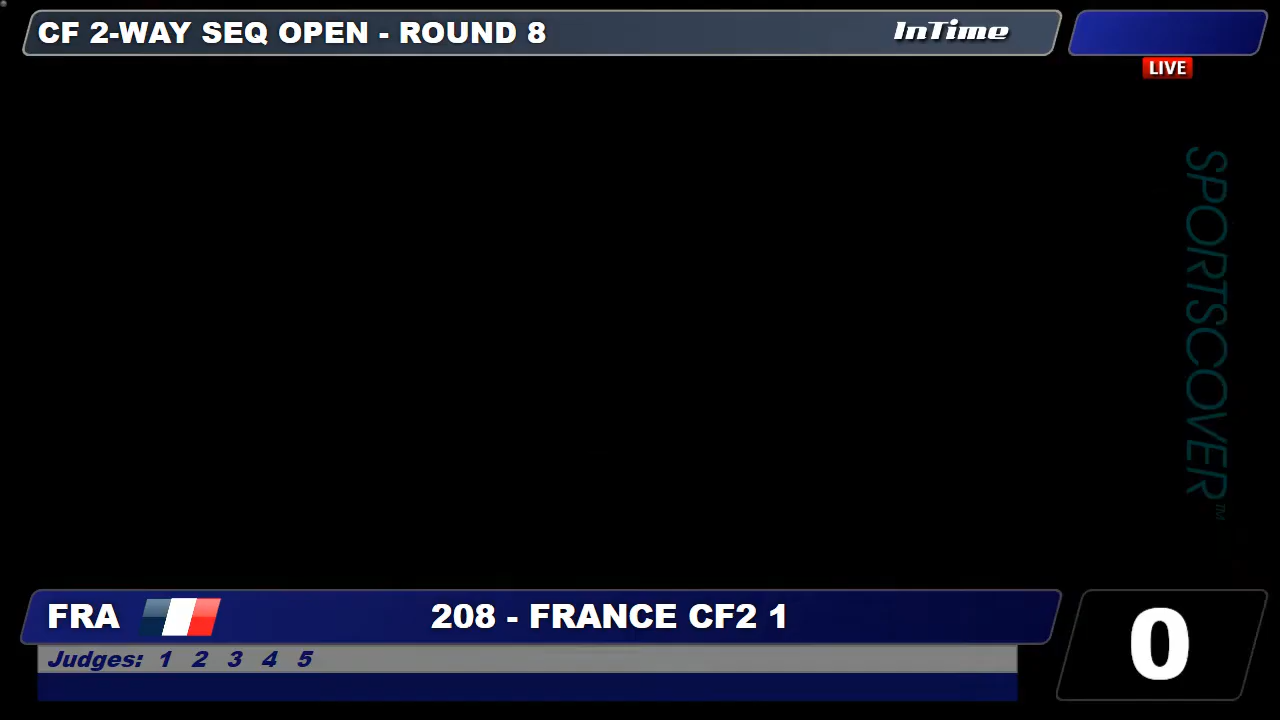 CF 2-WAY SEQ OPEN - ROUND 8
InTime
LIVE
SPORTSCOVER™
FRA
208 - FRANCE CF2 1
Judges: 1 2 3 4 5
0